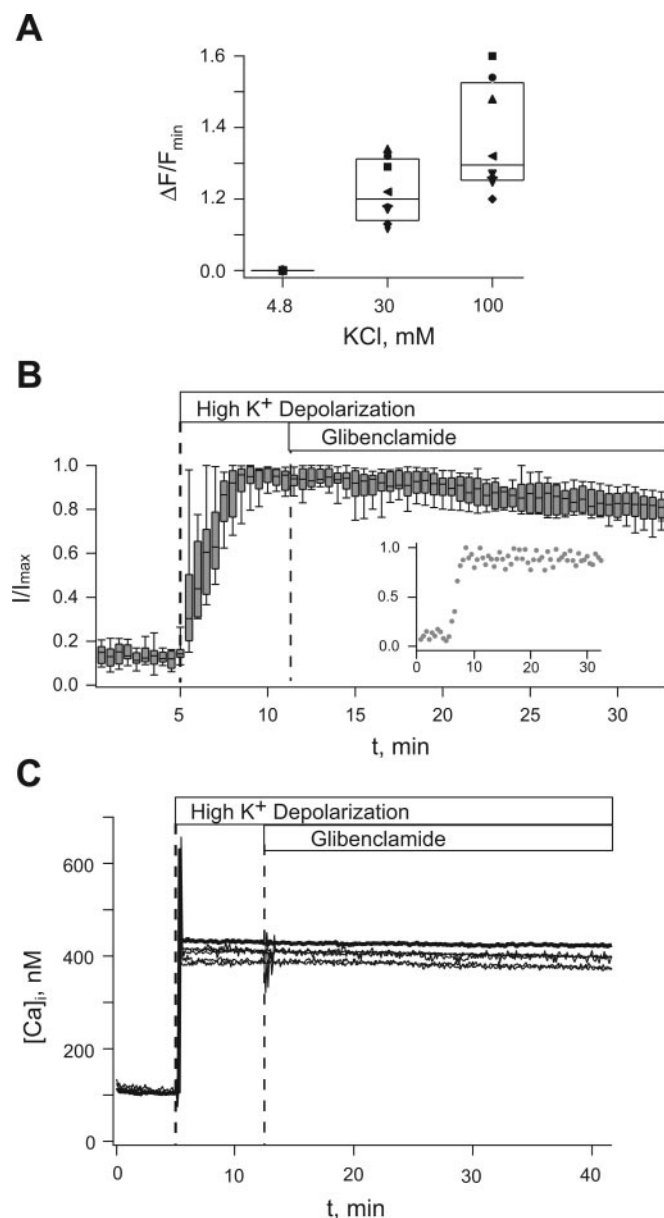 A
1.6
1.4
1.2
0.0
ΔF/Fmin
4.8
30
100
KCl, mM
B
High K+ Depolarization
Glibenclamide
1.0
0.8
0.6
0.4
0.2
0.0
I/Imax
1.0
0.5
0.0
0 10 20 30
5 10 15 20 25 30
t, min
C
High K+ Depolarization
Glibenclamide
600
400
200
0
[Ca]i, nM
0 10 20 30 40
t, min